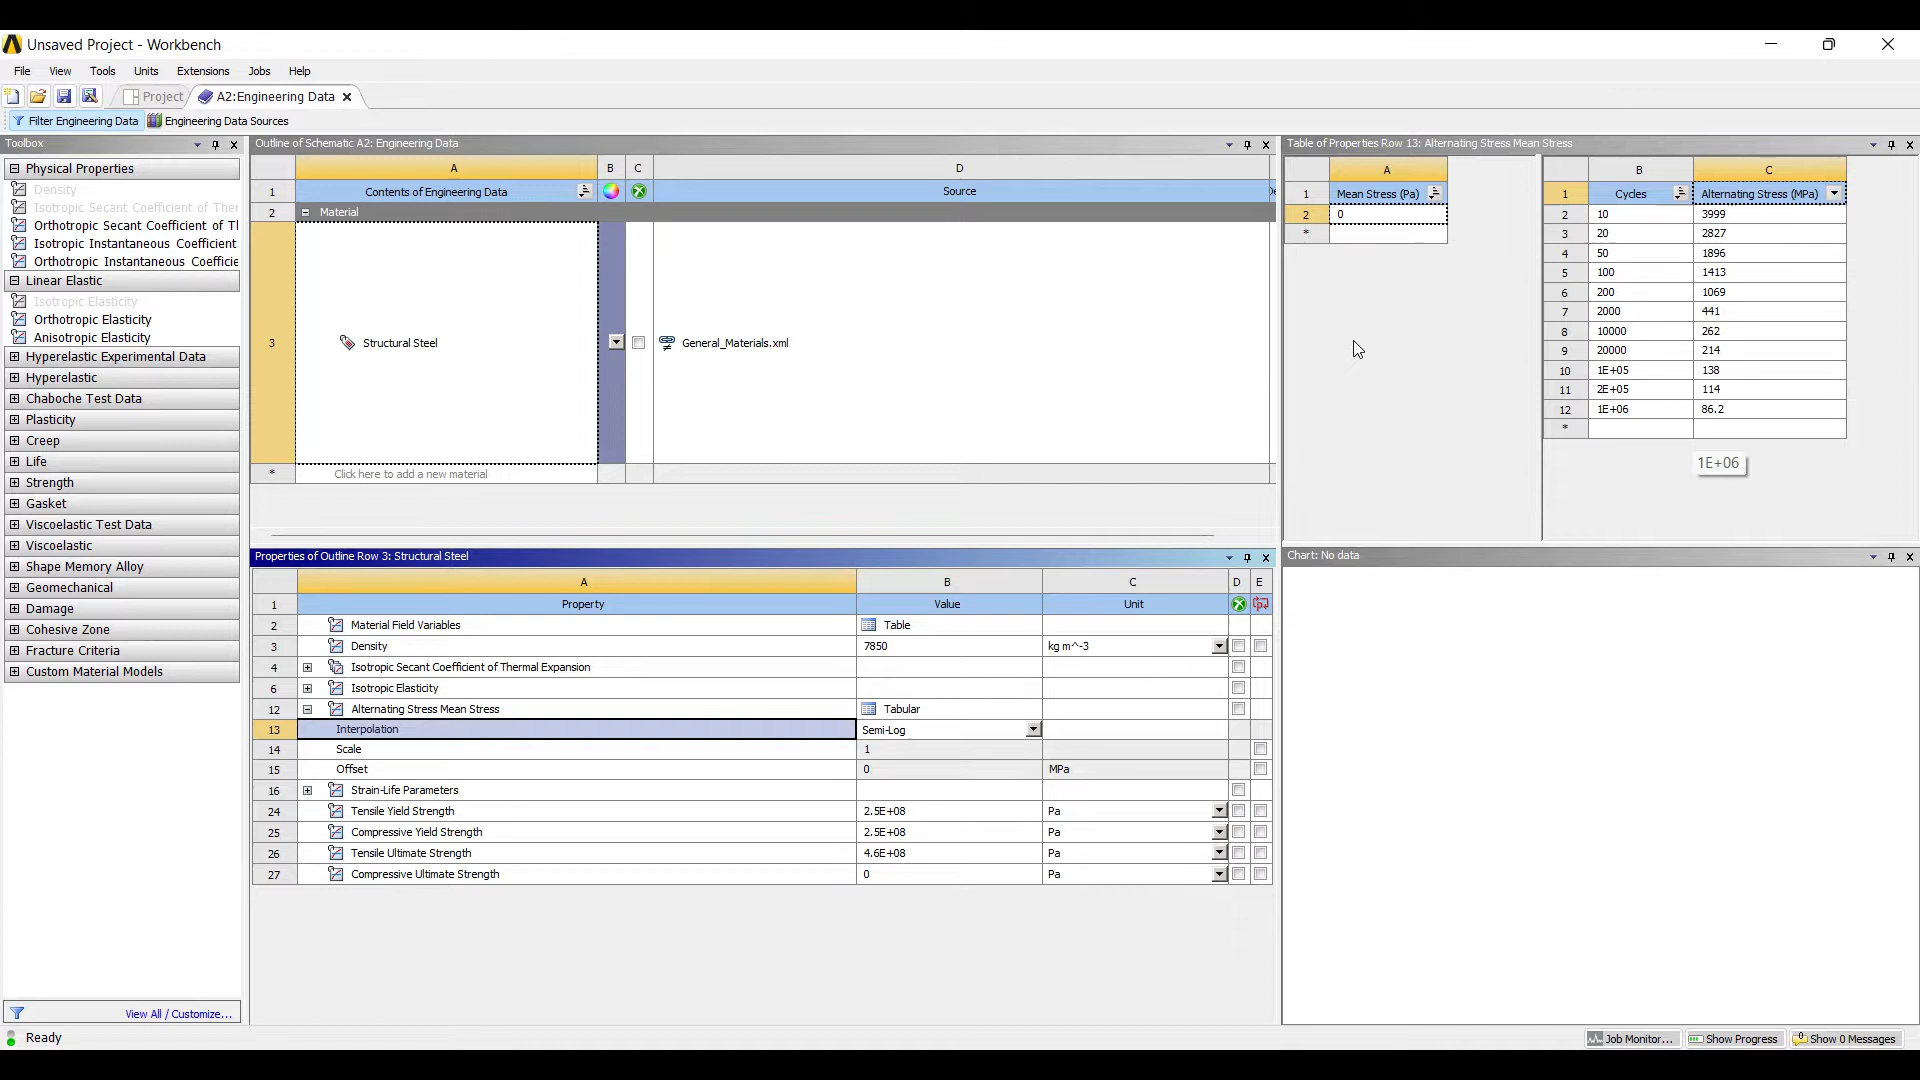 Unsaved Project - Workbench
File View Tools Units Extensions Jobs Help
Project A2:Engineering Data
Filter Engineering Data Engineering Data Sources
Toolbox
Physical Properties
Density
Isotropic Secant Coefficient of Ther
Orthotropic Secant Coefficient of Tl
Isotropic Instantaneous Coefficient
Orthotropic Instantaneous Coefficie
Linear Elastic
Isotropic Elasticity
Orthotropic Elasticity
Anisotropic Elasticity
Hyperelastic Experimental Data
Hyperelastic
Chaboche Test Data
Plasticity
Creep
Life
Strength
Gasket
Viscoelastic Test Data
Viscoelastic
Shape Memory Alloy
Geomechanical
Damage
Cohesive Zone
Fracture Criteria
Custom Material Models
View All / Customize...
Outline of Schematic A2: Engineering Data
A B C D
1 Contents of Engineering Data Source
2 Material
3 Structural Steel General_Materials.xml
* Click here to add a new material
Properties of Outline Row 3: Structural Steel
A B C D E
1 Property Value Unit
2 Material Field Variables Table
3 Density 7850 kg m^-3
4 Isotropic Secant Coefficient of Thermal Expansion
6 Isotropic Elasticity
12 Alternating Stress Mean Stress Tabular
13 Interpolation Semi-Log
14 Scale 1
15 Offset 0 MPa
16 Strain-Life Parameters
24 Tensile Yield Strength 2.5E+08 Pa
25 Compressive Yield Strength 2.5E+08 Pa
26 Tensile Ultimate Strength 4.6E+08 Pa
27 Compressive Ultimate Strength 0 Pa
Table of Properties Row 13: Alternating Stress Mean Stress
A
1 Mean Stress (Pa)
2 0
*
B C
1 Cycles Alternating Stress (MPa)
2 10 3999
3 20 2827
4 50 1896
5 100 1413
6 200 1069
7 2000 441
8 10000 262
9 20000 214
10 1E+05 138
11 2E+05 114
12 1E+06 86.2
*
1E+06
Chart: No data
Ready
Job Monitor... Show Progress Show 0 Messages